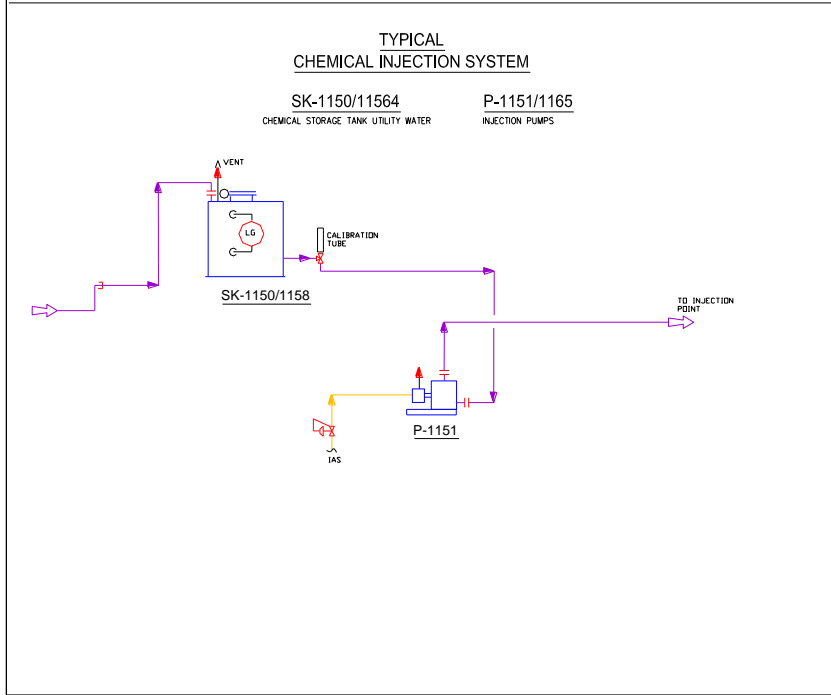 TYPICAL
CHEMICAL INJECTION SYSTEM
SK-1150/11564
CHEMICAL STORAGE TANK UTILITY WATER
P-1151/1165
INJECTION PUMPS
VENT
LG
CALIBRATION
TUBE
SK-1150/1158
TO INJECTION
POINT
P-1151
IAS